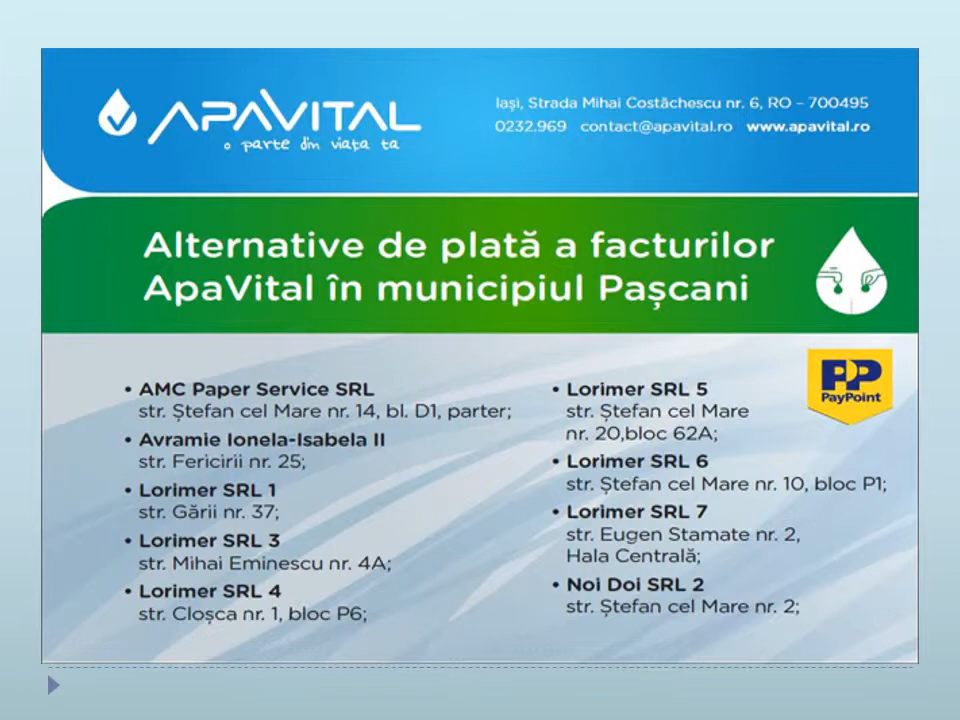 APAVITAL
o parte din viața ta
Iași, Strada Mihai Costăchescu nr. 6, RO – 700495
0232.969 contact@apavital.ro www.apavital.ro
Alternative de plată a facturilor
ApaVital în municipiul Pașcani
PP
PayPoint
• AMC Paper Service SRL
str. Ștefan cel Mare nr. 14, bl. D1, parter;
• Avramie Ionela-Isabela II
str. Fericirii nr. 25;
• Lorimer SRL 1
str. Gării nr. 37;
• Lorimer SRL 3
str. Mihai Eminescu nr. 4A;
• Lorimer SRL 4
str. Cloșca nr. 1, bloc P6;
• Lorimer SRL 5
str. Ștefan cel Mare
nr. 20,bloc 62A;
• Lorimer SRL 6
str. Ștefan cel Mare nr. 10, bloc P1;
• Lorimer SRL 7
str. Eugen Stamate nr. 2,
Hala Centrală;
• Noi Doi SRL 2
str. Ștefan cel Mare nr. 2;